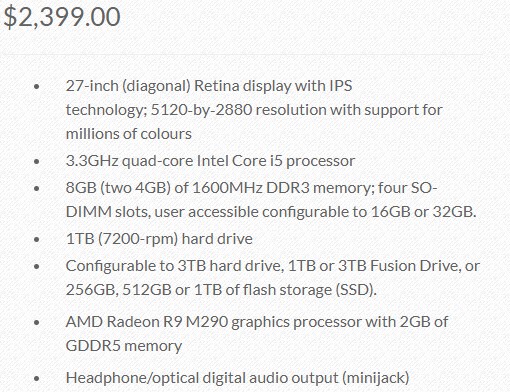 $2,399.00
• 27-inch (diagonal) Retina display with IPS
technology; 5120-by-2880 resolution with support for
millions of colours
• 3.3GHz quad-core Intel Core i5 processor
• 8GB (two 4GB) of 1600MHz DDR3 memory; four SO-
DIMM slots, user accessible configurable to 16GB or 32GB.
• 1TB (7200-rpm) hard drive
• Configurable to 3TB hard drive, 1TB or 3TB Fusion Drive, or
256GB, 512GB or 1TB of flash storage (SSD).
• AMD Radeon R9 M290 graphics processor with 2GB of
GDDR5 memory
• Headphone/optical digital audio output (minijack)